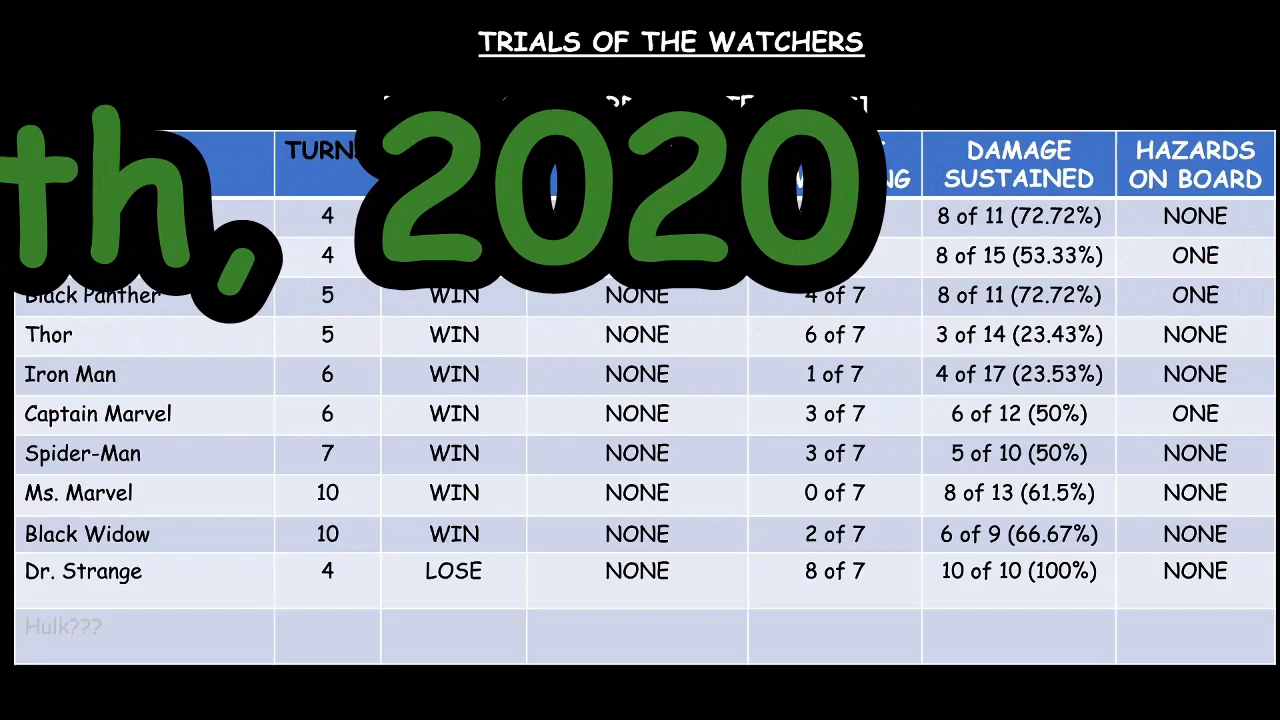 TRIALS OF THE WATCHERS
th, 2020
TURN DAMAGE SUSTAINED HAZARDS ON BOARD
4 8 of 11 (72.72%) NONE
4 8 of 15 (53.33%) ONE
Black Panther 5 WIN NONE 4 of 7 8 of 11 (72.72%) ONE
Thor 5 WIN NONE 6 of 7 3 of 14 (23.43%) NONE
Iron Man 6 WIN NONE 1 of 7 4 of 17 (23.53%) NONE
Captain Marvel 6 WIN NONE 3 of 7 6 of 12 (50%) ONE
Spider-Man 7 WIN NONE 3 of 7 5 of 10 (50%) NONE
Ms. Marvel 10 WIN NONE 0 of 7 8 of 13 (61.5%) NONE
Black Widow 10 WIN NONE 2 of 7 6 of 9 (66.67%) NONE
Dr. Strange 4 LOSE NONE 8 of 7 10 of 10 (100%) NONE
Hulk???